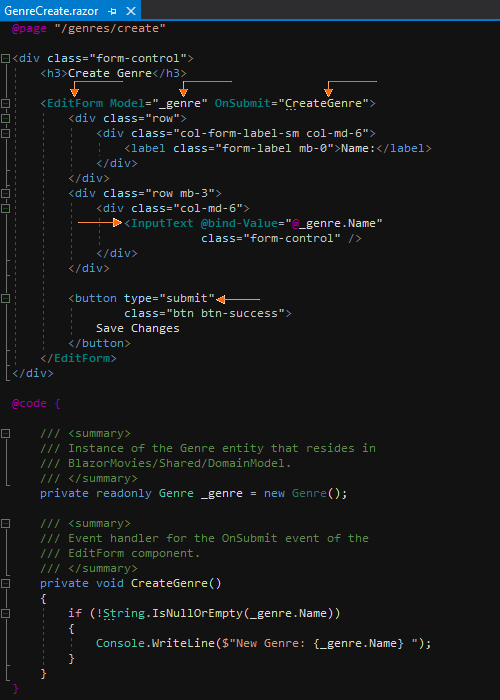 GenreCreate.razor
@page "/genres/create"
<div class="form-control">
<h3>Create Genre</h3>
<EditForm Model="_genre" OnSubmit="CreateGenre">
<div class="row">
<div class="col-form-label-sm col-md-6">
<label class="form-label mb-0">Name:</label>
</div>
</div>
<div class="row mb-3">
<div class="col-md-6">
<InputText @bind-Value="@_genre.Name"
class="form-control" />
</div>
</div>
<button type="submit"
class="btn btn-success">
Save Changes
</button>
</EditForm>
</div>
@code {
/// <summary>
/// Instance of the Genre entity that resides in
/// BlazorMovies/Shared/DomainModel.
/// </summary>
private readonly Genre _genre = new Genre();
/// <summary>
/// Event handler for the OnSubmit event of the
/// EditForm component.
/// </summary>
private void CreateGenre()
{
if (!String.IsNullOrEmpty(_genre.Name))
{
Console.WriteLine($"New Genre: {_genre.Name} ");
}
}
}